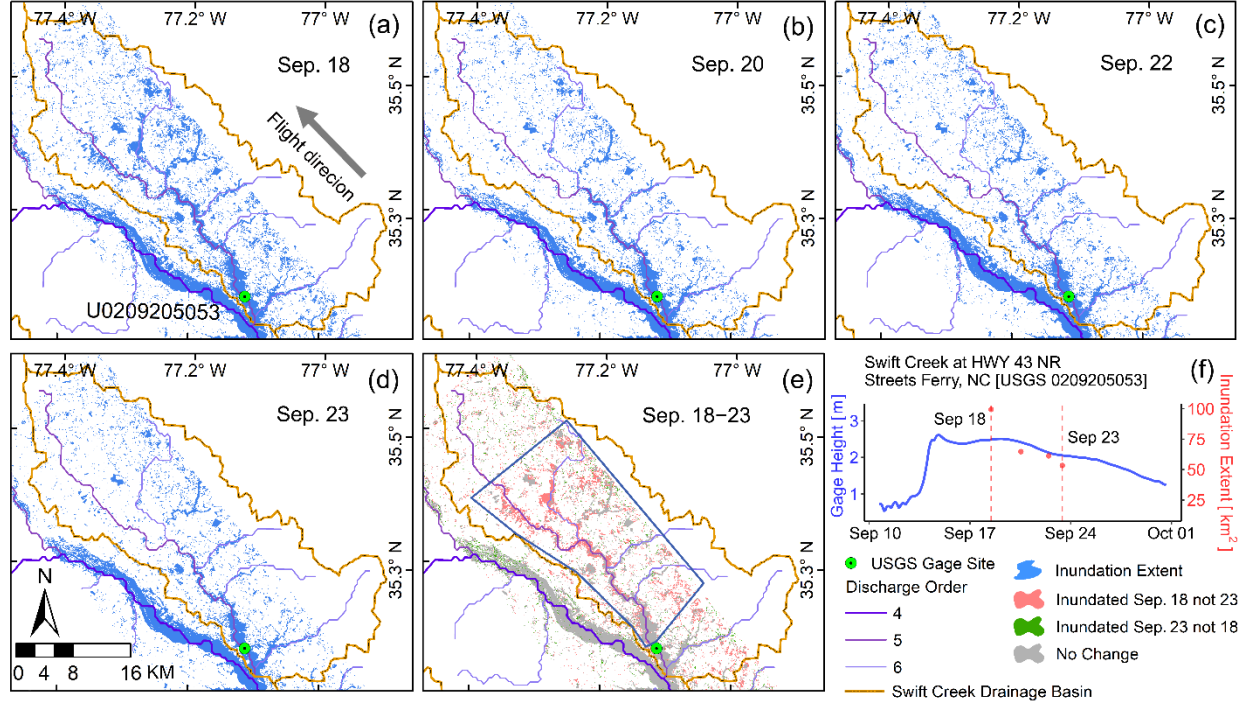 77.4° W 77.2° W 77° W (a)
Sep. 18
35.5° N
Flight direcion
35.3° N
U0209205053
77.4° W 77.2° W 77° W (b)
Sep. 20
35.5° N
35.3° N
77.4° W 77.2° W 77° W (c)
Sep. 22
35.5° N
35.3° N
77.4° W 77.2° W 77° W (d)
Sep. 23
35.5° N
35.3° N
N
0 4 8 16 KM
77.4° W 77.2° W 77° W (e)
Sep. 18−23
35.5° N
35.3° N
Swift Creek at HWY 43 NR (f)
Streets Ferry, NC [USGS 0209205053]
Gage Height [ m]
3
2
1
Sep 18
Sep 23
Inundation Extent [ km²]
100
75
50
25
Sep 10 Sep 17 Sep 24 Oct 01
USGS Gage Site
Discharge Order
4
5
6
Swift Creek Drainage Basin
Inundation Extent
Inundated Sep. 18 not 23
Inundated Sep. 23 not 18
No Change